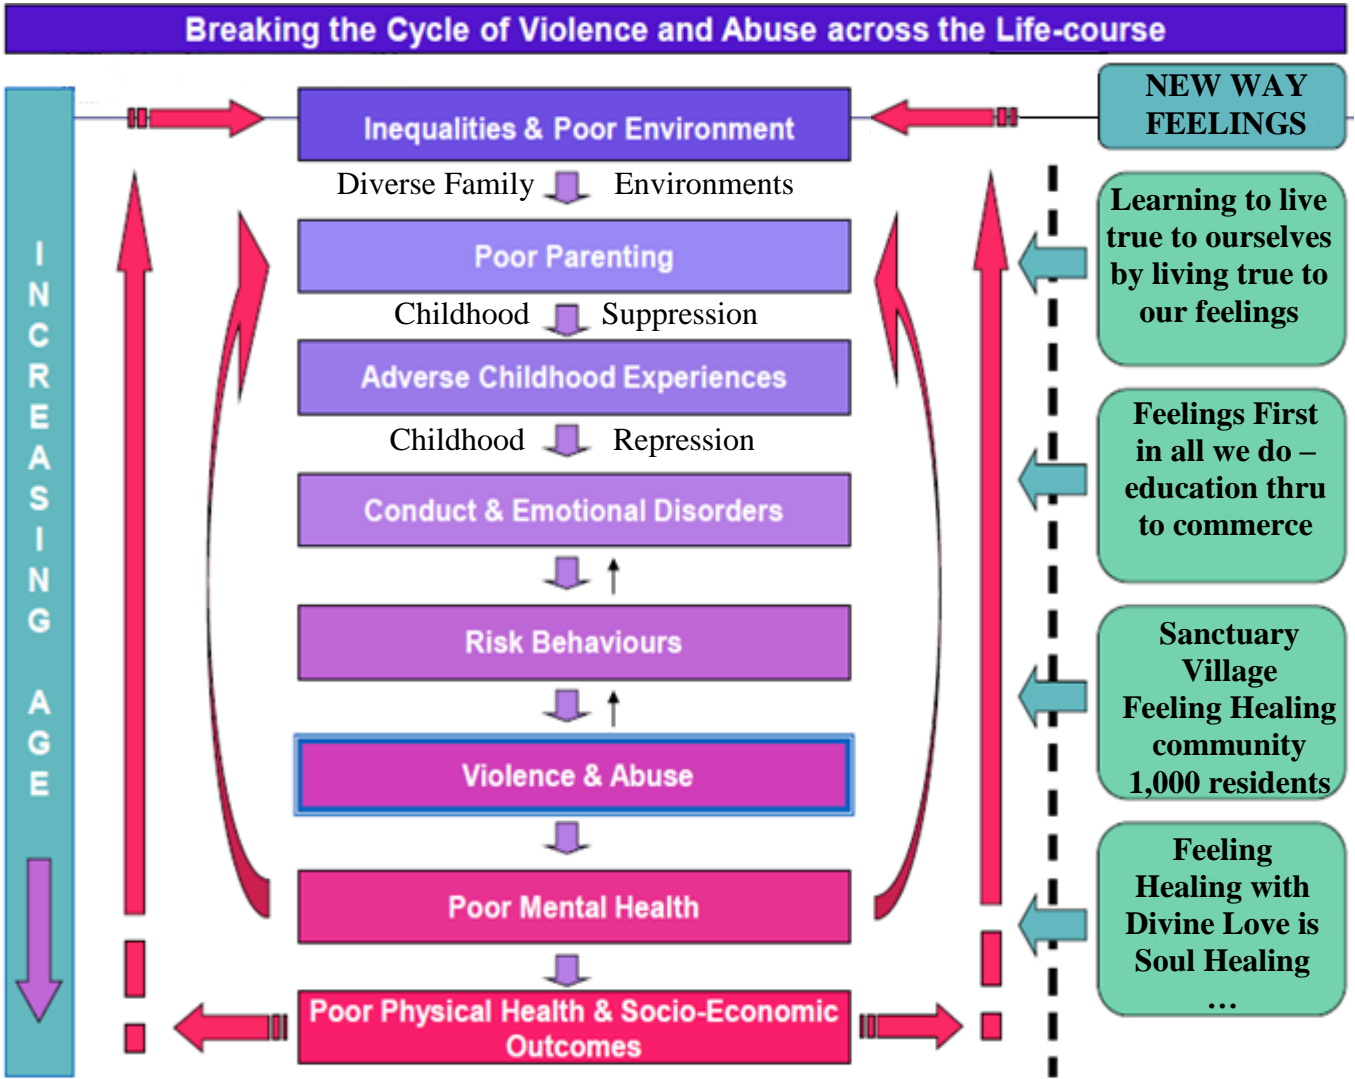 Breaking the Cycle of Violence and Abuse across the Life-course
INCREASING AGE
Inequalities & Poor Environment
Diverse Family Environments
Poor Parenting
Childhood Suppression
Adverse Childhood Experiences
Childhood Repression
Conduct & Emotional Disorders
Risk Behaviours
Violence & Abuse
Poor Mental Health
Poor Physical Health & Socio-Economic
Outcomes
NEW WAY
FEELINGS
Learning to live
true to ourselves
by living true to
our feelings
Feelings First
in all we do –
education thru
to commerce
Sanctuary
Village
Feeling Healing
community
1,000 residents
Feeling
Healing with
Divine Love is
Soul Healing
…